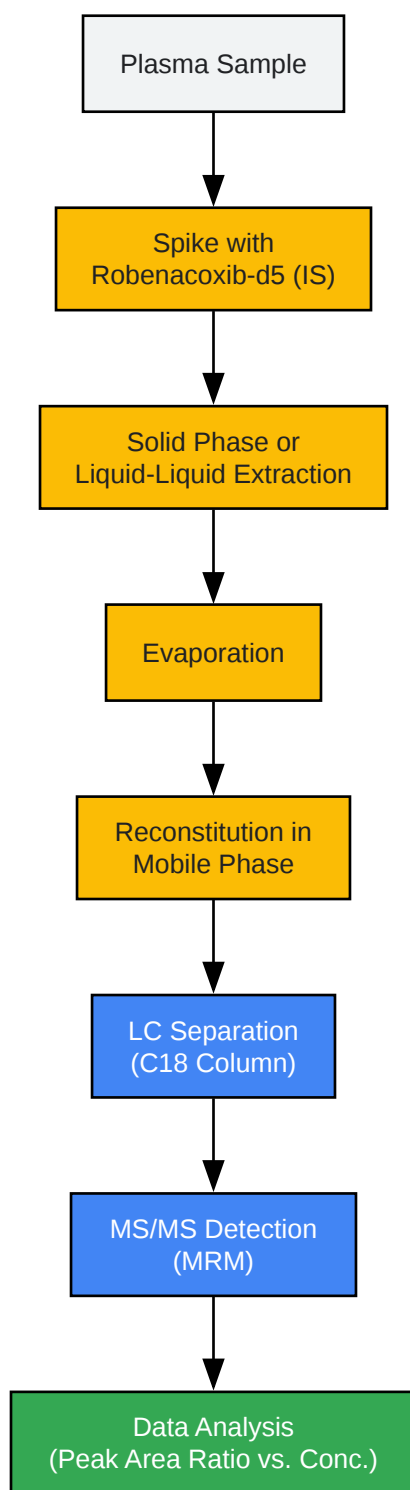 Plasma Sample
Spike with
Robenacoxib-d5 (IS)
Solid Phase or
Liquid-Liquid Extraction
Evaporation
Reconstitution in
Mobile Phase
LC Separation
(C18 Column)
MS/MS Detection
(MRM)
Data Analysis
(Peak Area Ratio vs. Conc.)